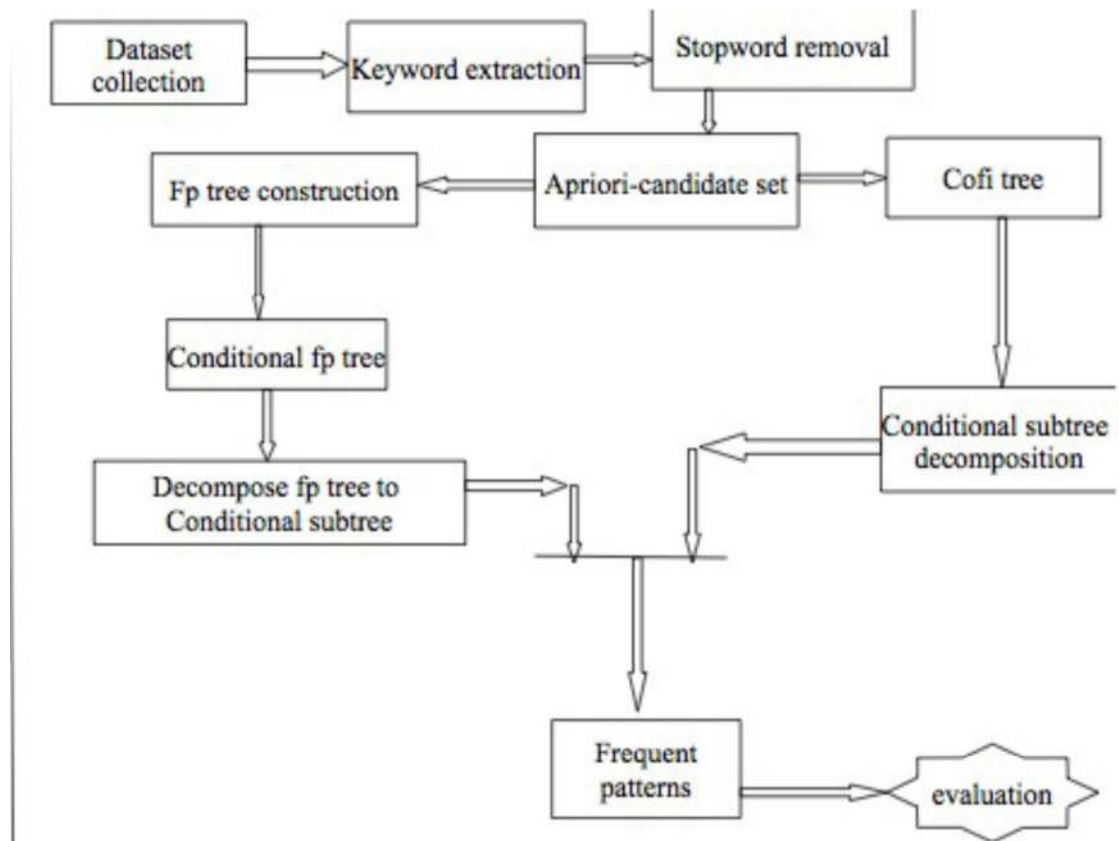 Dataset
collection
Keyword extraction
Stopword removal
Fp tree construction
Apriori-candidate set
Cofi tree
Conditional fp tree
Conditional subtree
decomposition
Decompose fp tree to
Conditional subtree
Frequent
patterns
evaluation